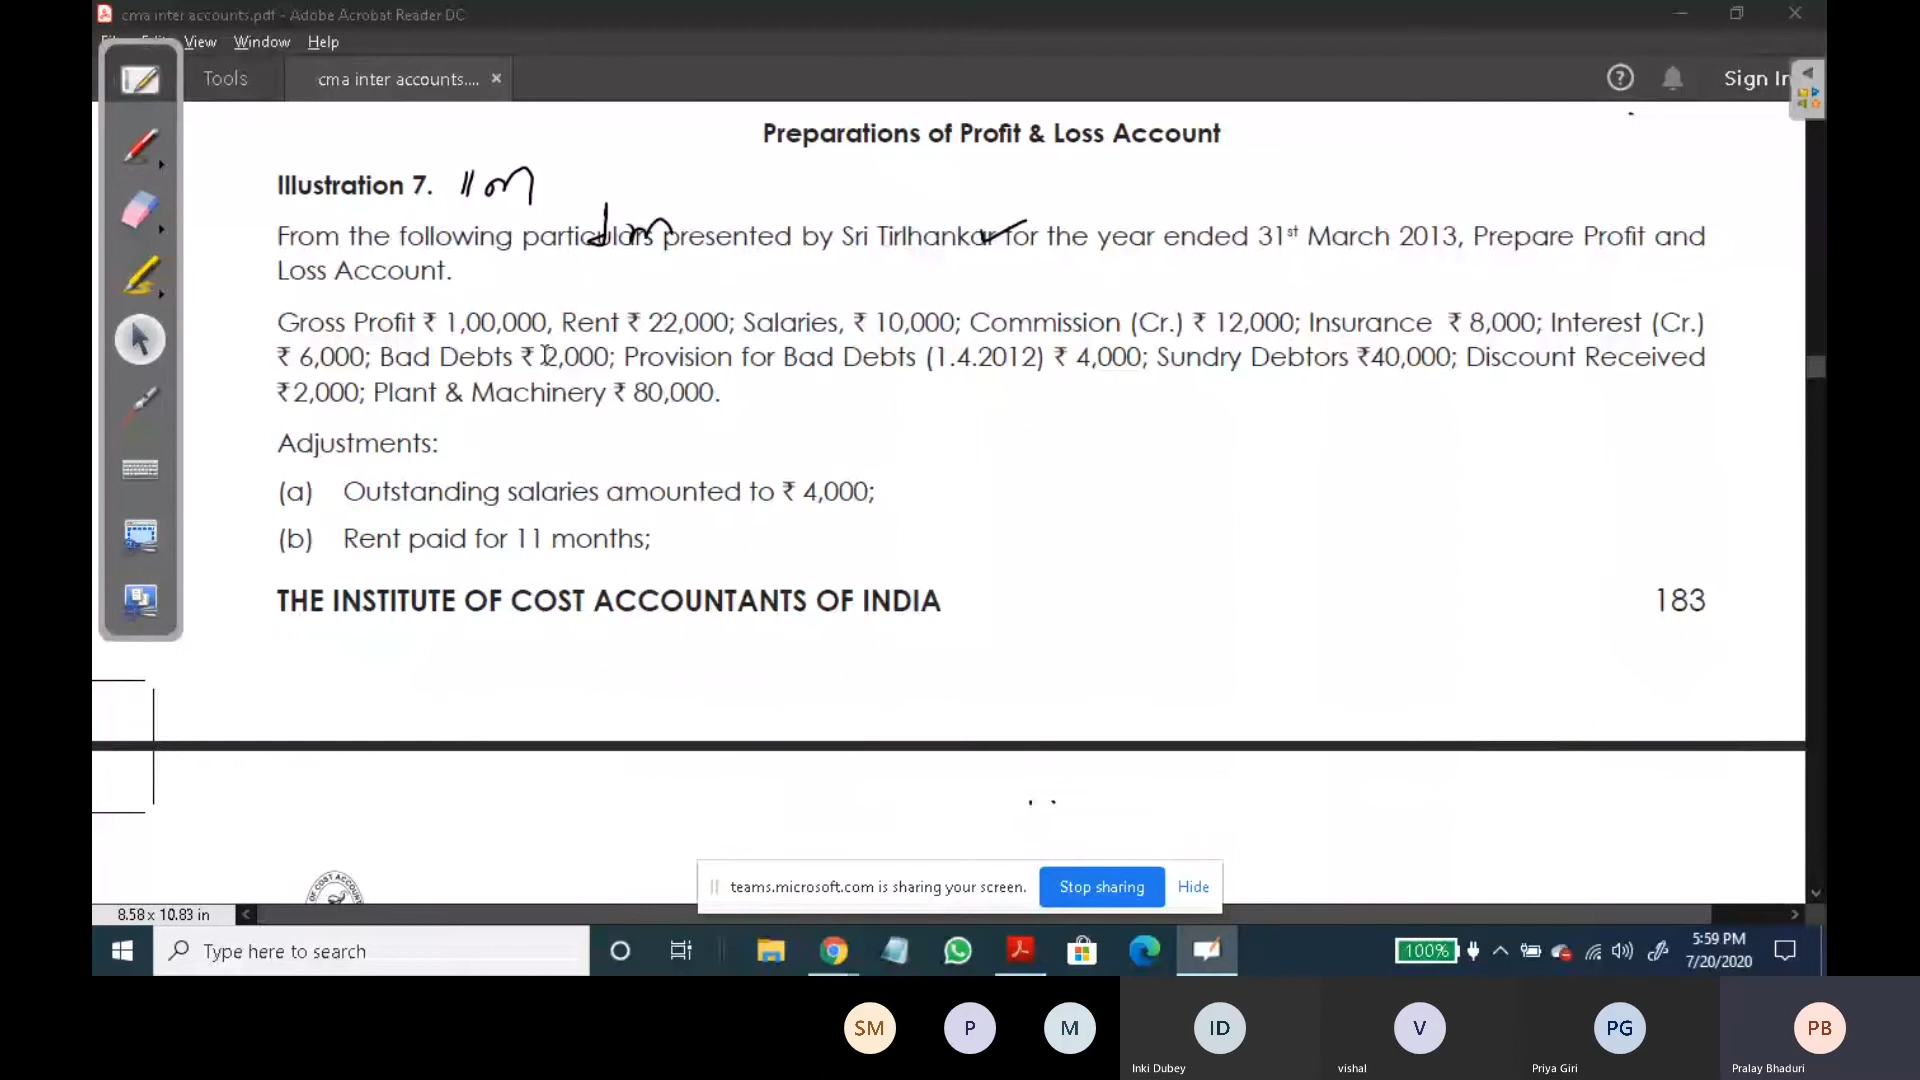 cma inter accounts.pdf - Adobe Acrobat Reader DC
View Window Help
Tools cma inter accounts.... × Sign In
Preparations of Profit & Loss Account
Illustration 7. 11 m
1 m
From the following particulars presented by Sri Tirlhankar for the year ended 31st March 2013, Prepare Profit and
Loss Account.
Gross Profit ₹ 1,00,000, Rent ₹ 22,000; Salaries, ₹ 10,000; Commission (Cr.) ₹ 12,000; Insurance ₹ 8,000; Interest (Cr.)
₹ 6,000; Bad Debts ₹ 2,000; Provision for Bad Debts (1.4.2012) ₹ 4,000; Sundry Debtors ₹40,000; Discount Received
₹2,000; Plant & Machinery ₹ 80,000.
Adjustments:
(a) Outstanding salaries amounted to ₹ 4,000;
(b) Rent paid for 11 months;
THE INSTITUTE OF COST ACCOUNTANTS OF INDIA 183
OF COST ACCOUN
teams.microsoft.com is sharing your screen. Stop sharing Hide
8.58 x 10.83 in
Type here to search 100% 5:59 PM
7/20/2020
SM P M ID V PG PB
Inki Dubey vishal Priya Giri Pralay Bhaduri